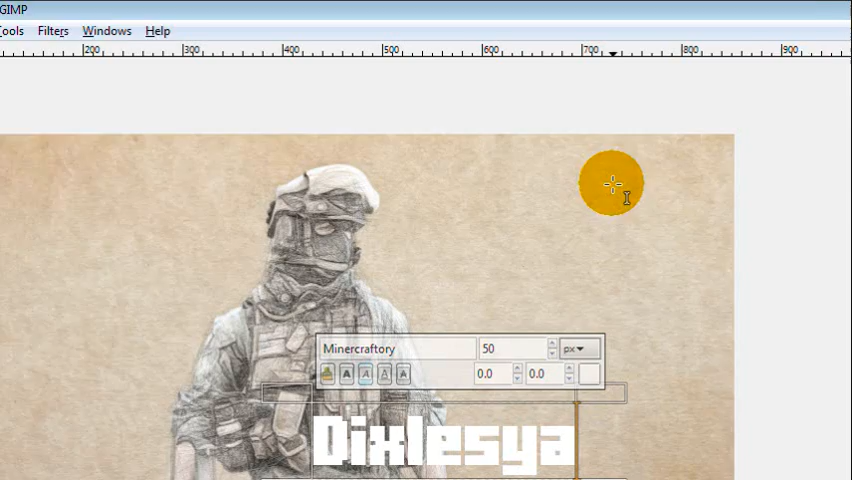 GIMP
Tools Filters Windows Help
200 300 400 500 600 700 800 900
Minercraftory 50 px
A A A A 0.0 0.0
Dixlesya